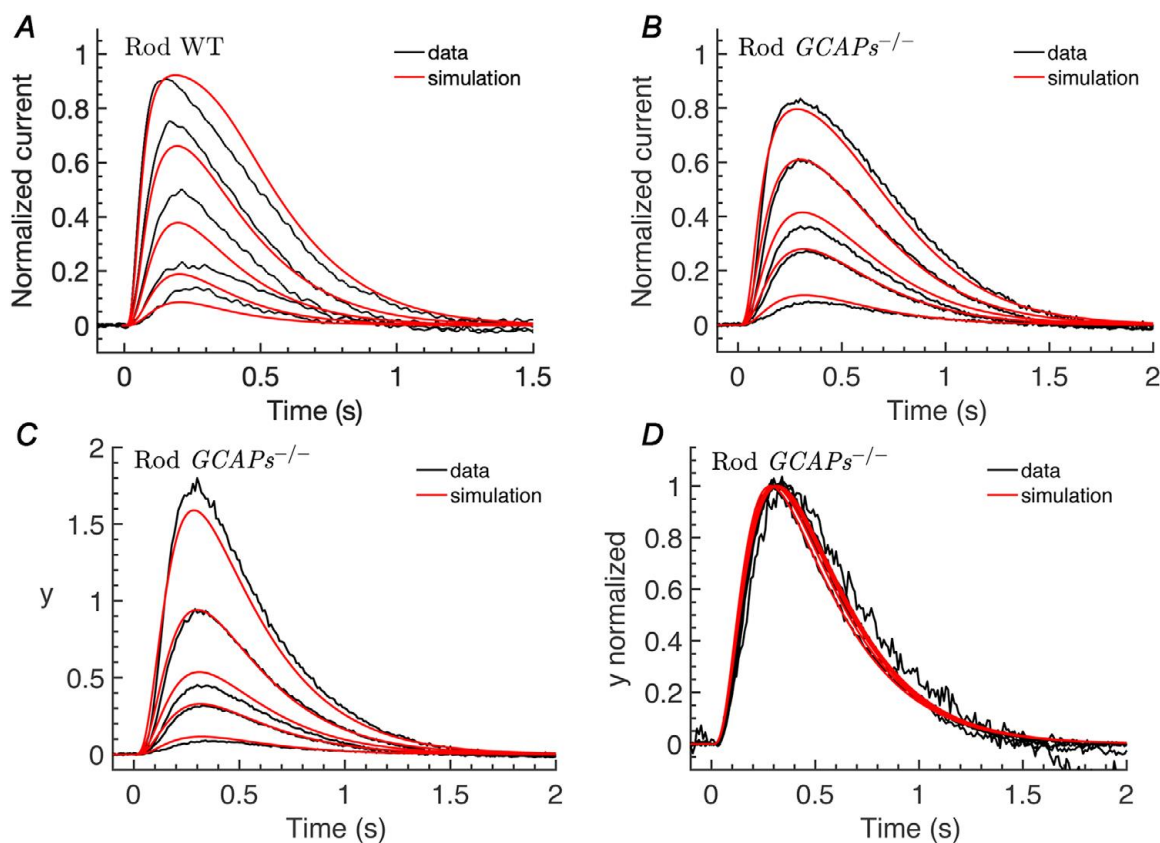 A
Rod WT
data
simulation
Normalized current
1
0.8
0.6
0.4
0.2
0
0 0.5 1 1.5
Time (s)
B
Rod GCAPs−/−
data
simulation
Normalized current
1
0.8
0.6
0.4
0.2
0
0 0.5 1 1.5 2
Time (s)
C
Rod GCAPs−/−
data
simulation
y
2
1.5
1
0.5
0
0 0.5 1 1.5 2
Time (s)
D
Rod GCAPs−/−
data
simulation
y normalized
1
0.8
0.6
0.4
0.2
0
0 0.5 1 1.5 2
Time (s)